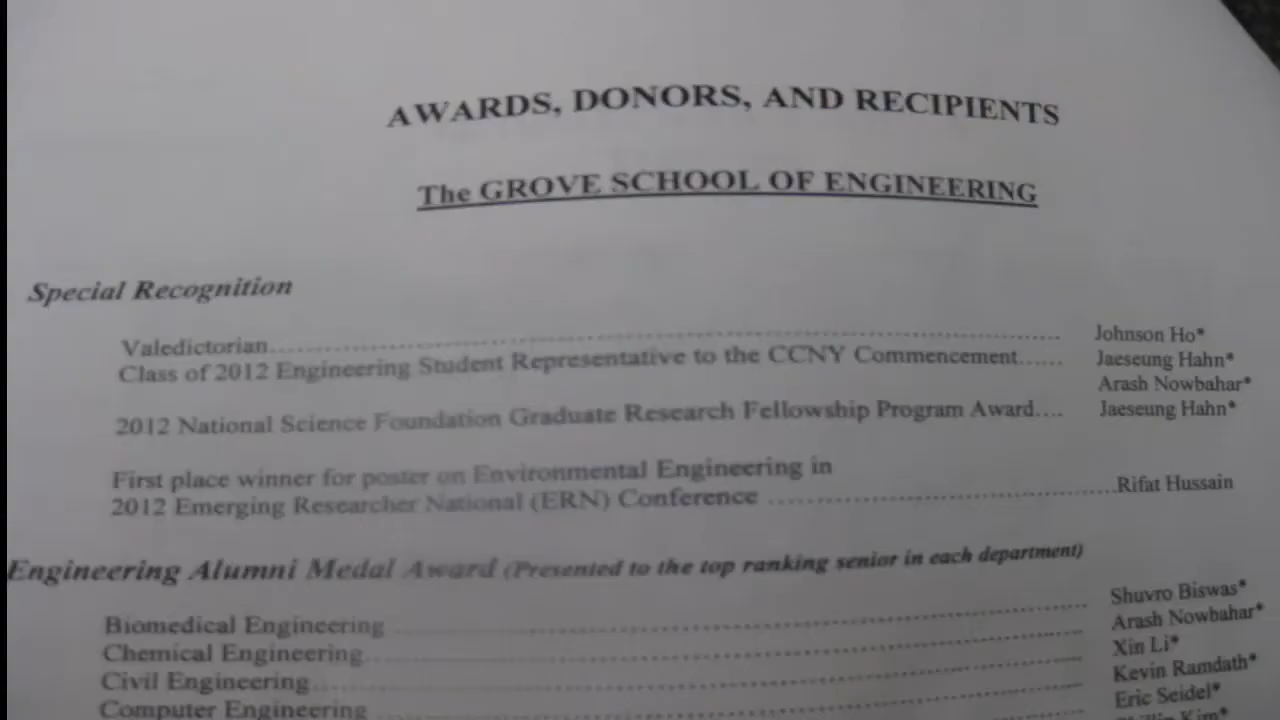 AWARDS, DONORS, AND RECIPIENTS
The GROVE SCHOOL OF ENGINEERING
Special Recognition
Valedictorian............................................................ Johnson Ho*
Class of 2012 Engineering Student Representative to the CCNY Commencement...... Jaeseung Hahn*
Arash Nowbahar*
2012 National Science Foundation Graduate Research Fellowship Program Award.... Jaeseung Hahn*
First place winner for poster on Environmental Engineering in
2012 Emerging Researcher National (ERN) Conference ........................................Rifat Hussain
Engineering Alumni Medal Award (Presented to the top ranking senior in each department)
Biomedical Engineering ............................................................ Shuvro Biswas*
Chemical Engineering............................................................ Arash Nowbahar*
Civil Engineering............................................................ Xin Li*
Computer Engineering ............................................................ Kevin Ramdath*
Eric Seidel*
Kim*